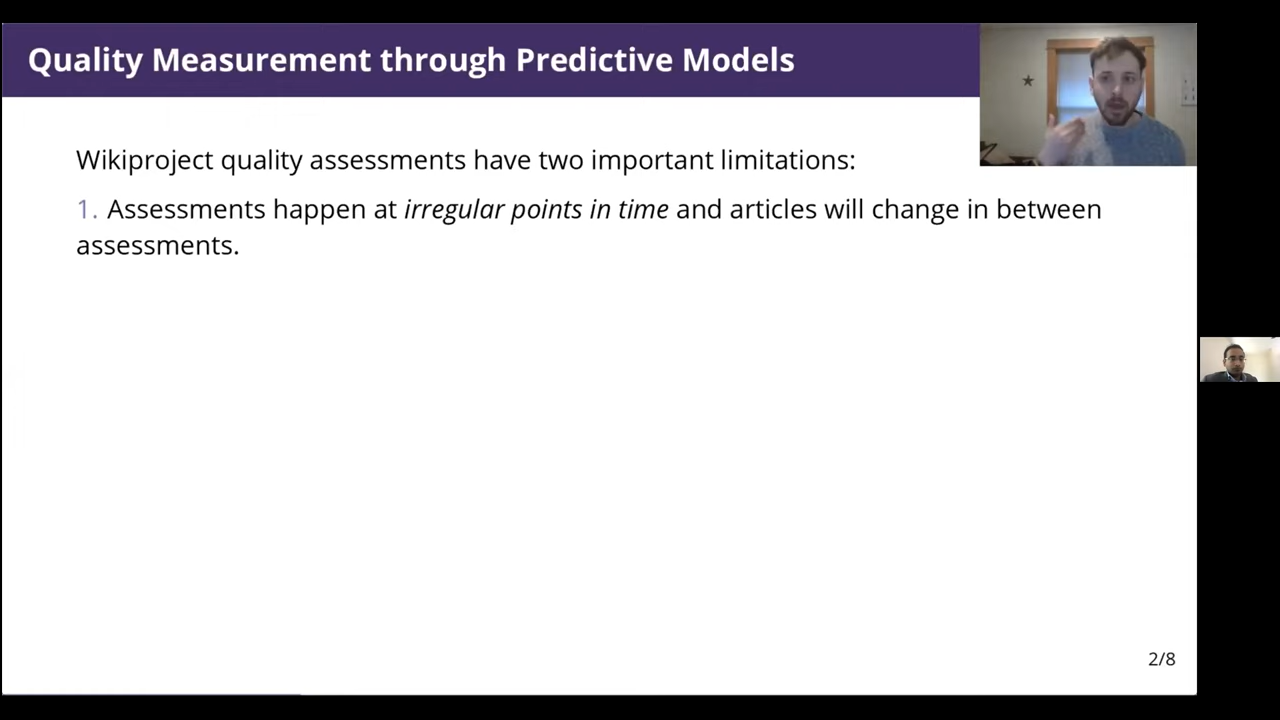 Quality Measurement through Predictive Models
Wikiproject quality assessments have two important limitations:
1. Assessments happen at irregular points in time and articles will change in between
assessments.
2/8